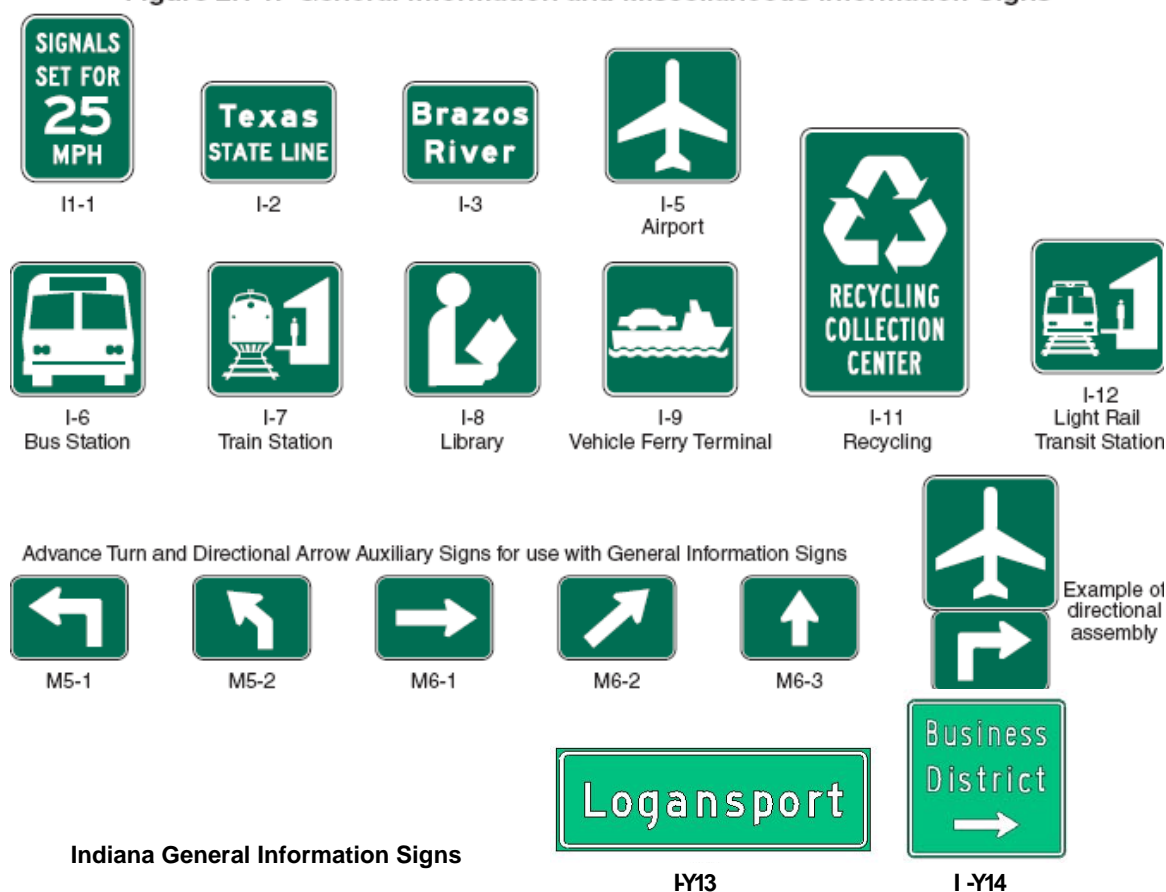 SIGNALS
SET FOR
25
MPH
I1-1
Texas
STATE LINE
I-2
Brazos
River
I-3
I-5
Airport
RECYCLING
COLLECTION
CENTER
I-11
Recycling
I-6
Bus Station
I-7
Train Station
I-8
Library
I-9
Vehicle Ferry Terminal
I-12
Light Rail
Transit Station
Advance Turn and Directional Arrow Auxiliary Signs for use with General Information Signs
M5-1
M5-2
M6-1
M6-2
M6-3
Example of
directional
assembly
Indiana General Information Signs
Logansport
I-Y13
Business
District
I -Y14